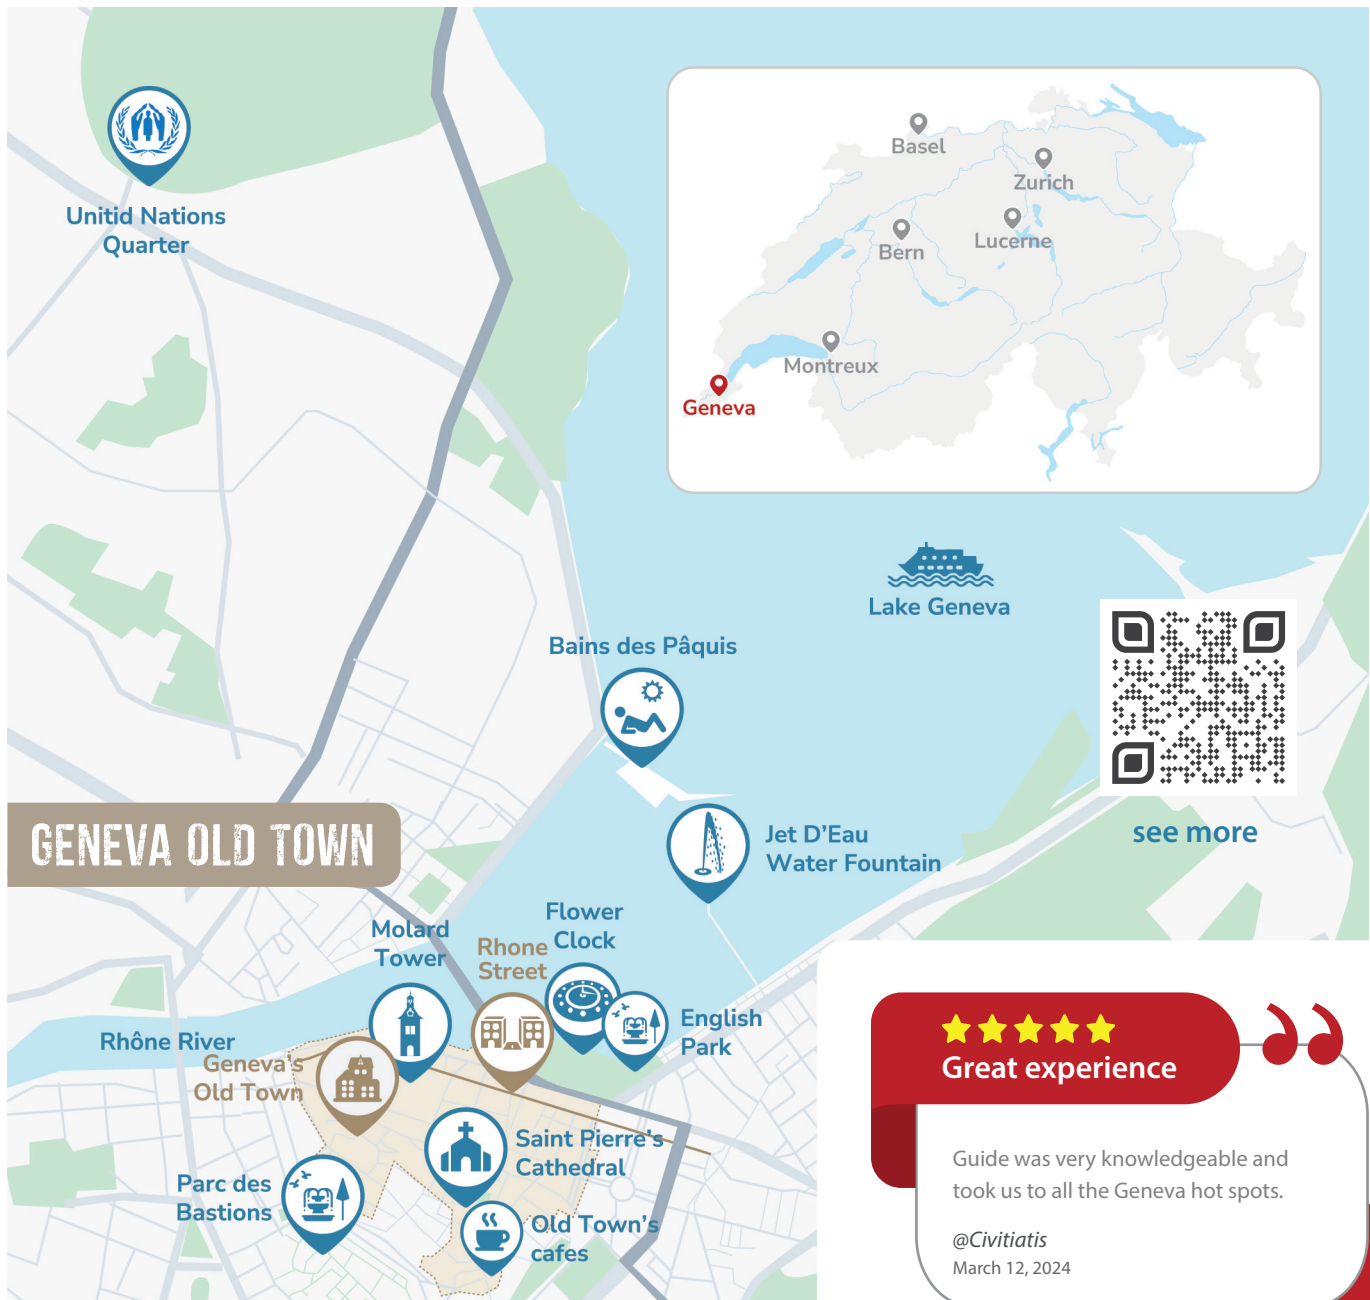 Unitid Nations
Quarter
Basel
Zurich
Bern
Lucerne
Montreux
Geneva
Lake Geneva
Bains des Pâquis
see more
GENEVA OLD TOWN
Jet D'Eau
Water Fountain
Flower
Clock
Molard
Tower
Rhone
Street
English
Park
Rhône River
Geneva's
Old Town
Saint Pierre's
Cathedral
Parc des
Bastions
Old Town's
cafes
Great experience
Guide was very knowledgeable and
took us to all the Geneva hot spots.
@Civitiatis
March 12, 2024